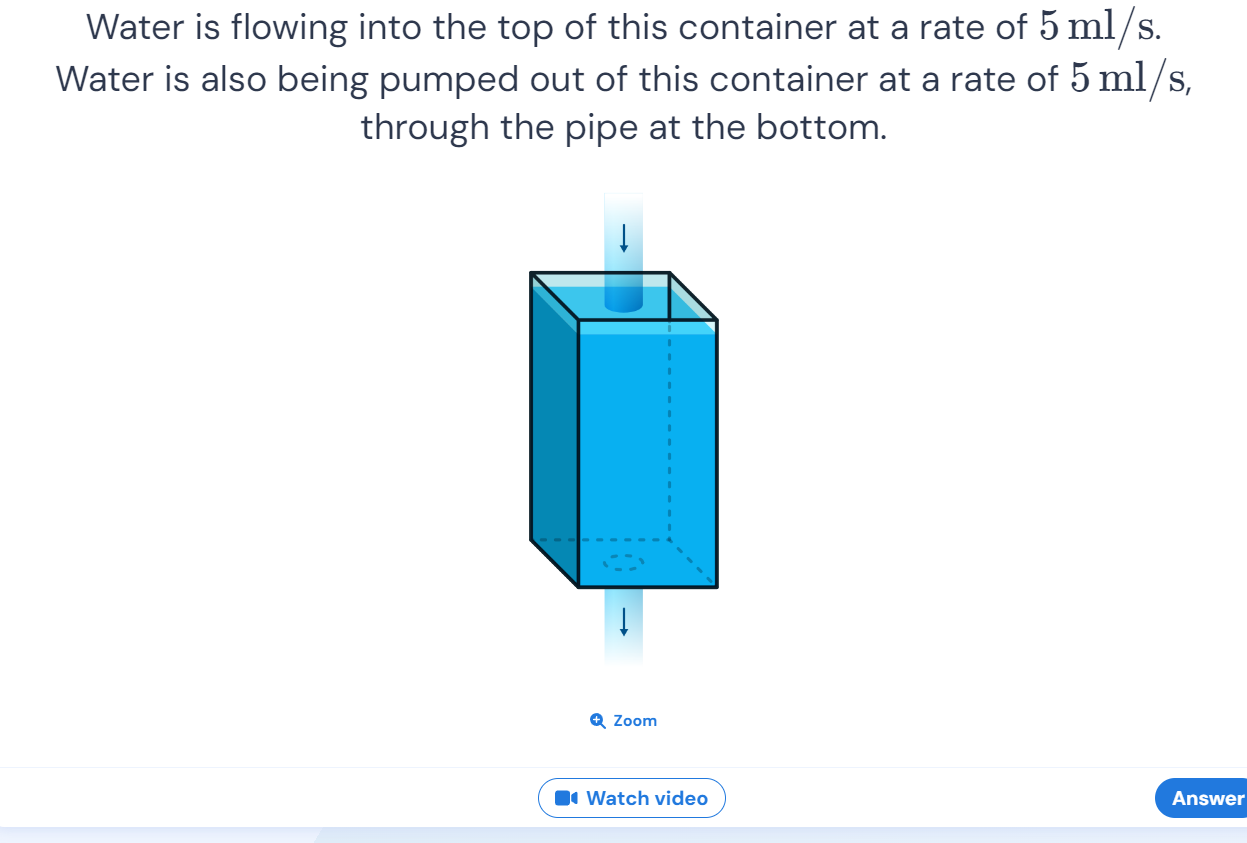 Water is flowing into the top of this container at a rate of 5 ml/s.
Water is also being pumped out of this container at a rate of 5 ml/s,
through the pipe at the bottom.
Zoom
Watch video
Answer